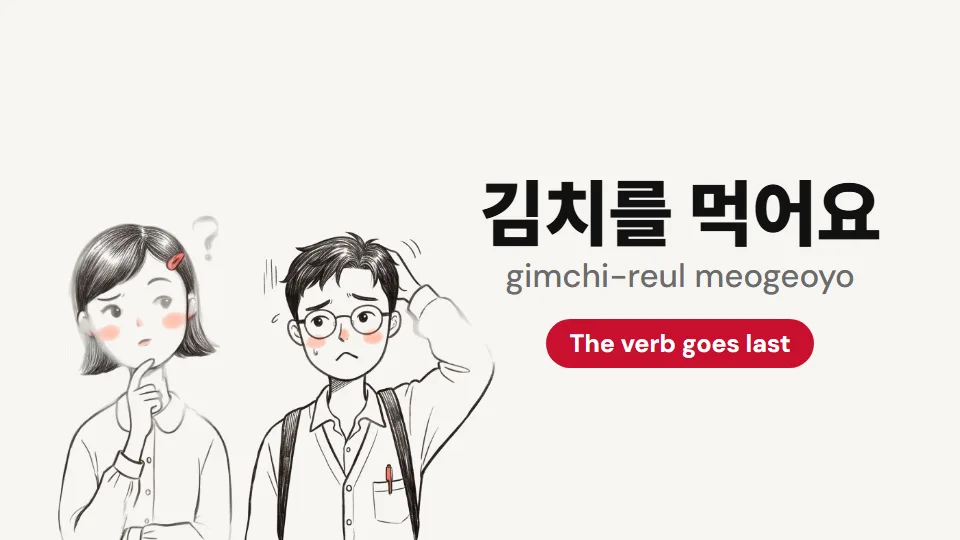 김치를 먹어요
gimchi-reul meogeoyo
The verb goes last
?